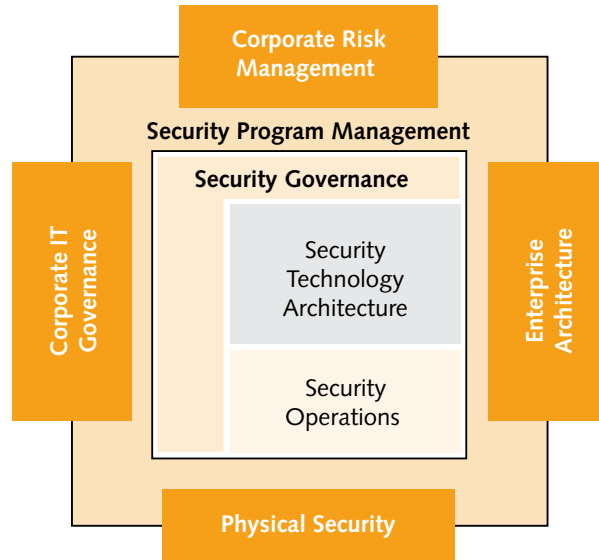 Corporate Risk
Management
Security Program Management
Security Governance
Corporate IT
Governance
Security
Technology
Architecture
Enterprise
Architecture
Security
Operations
Physical Security